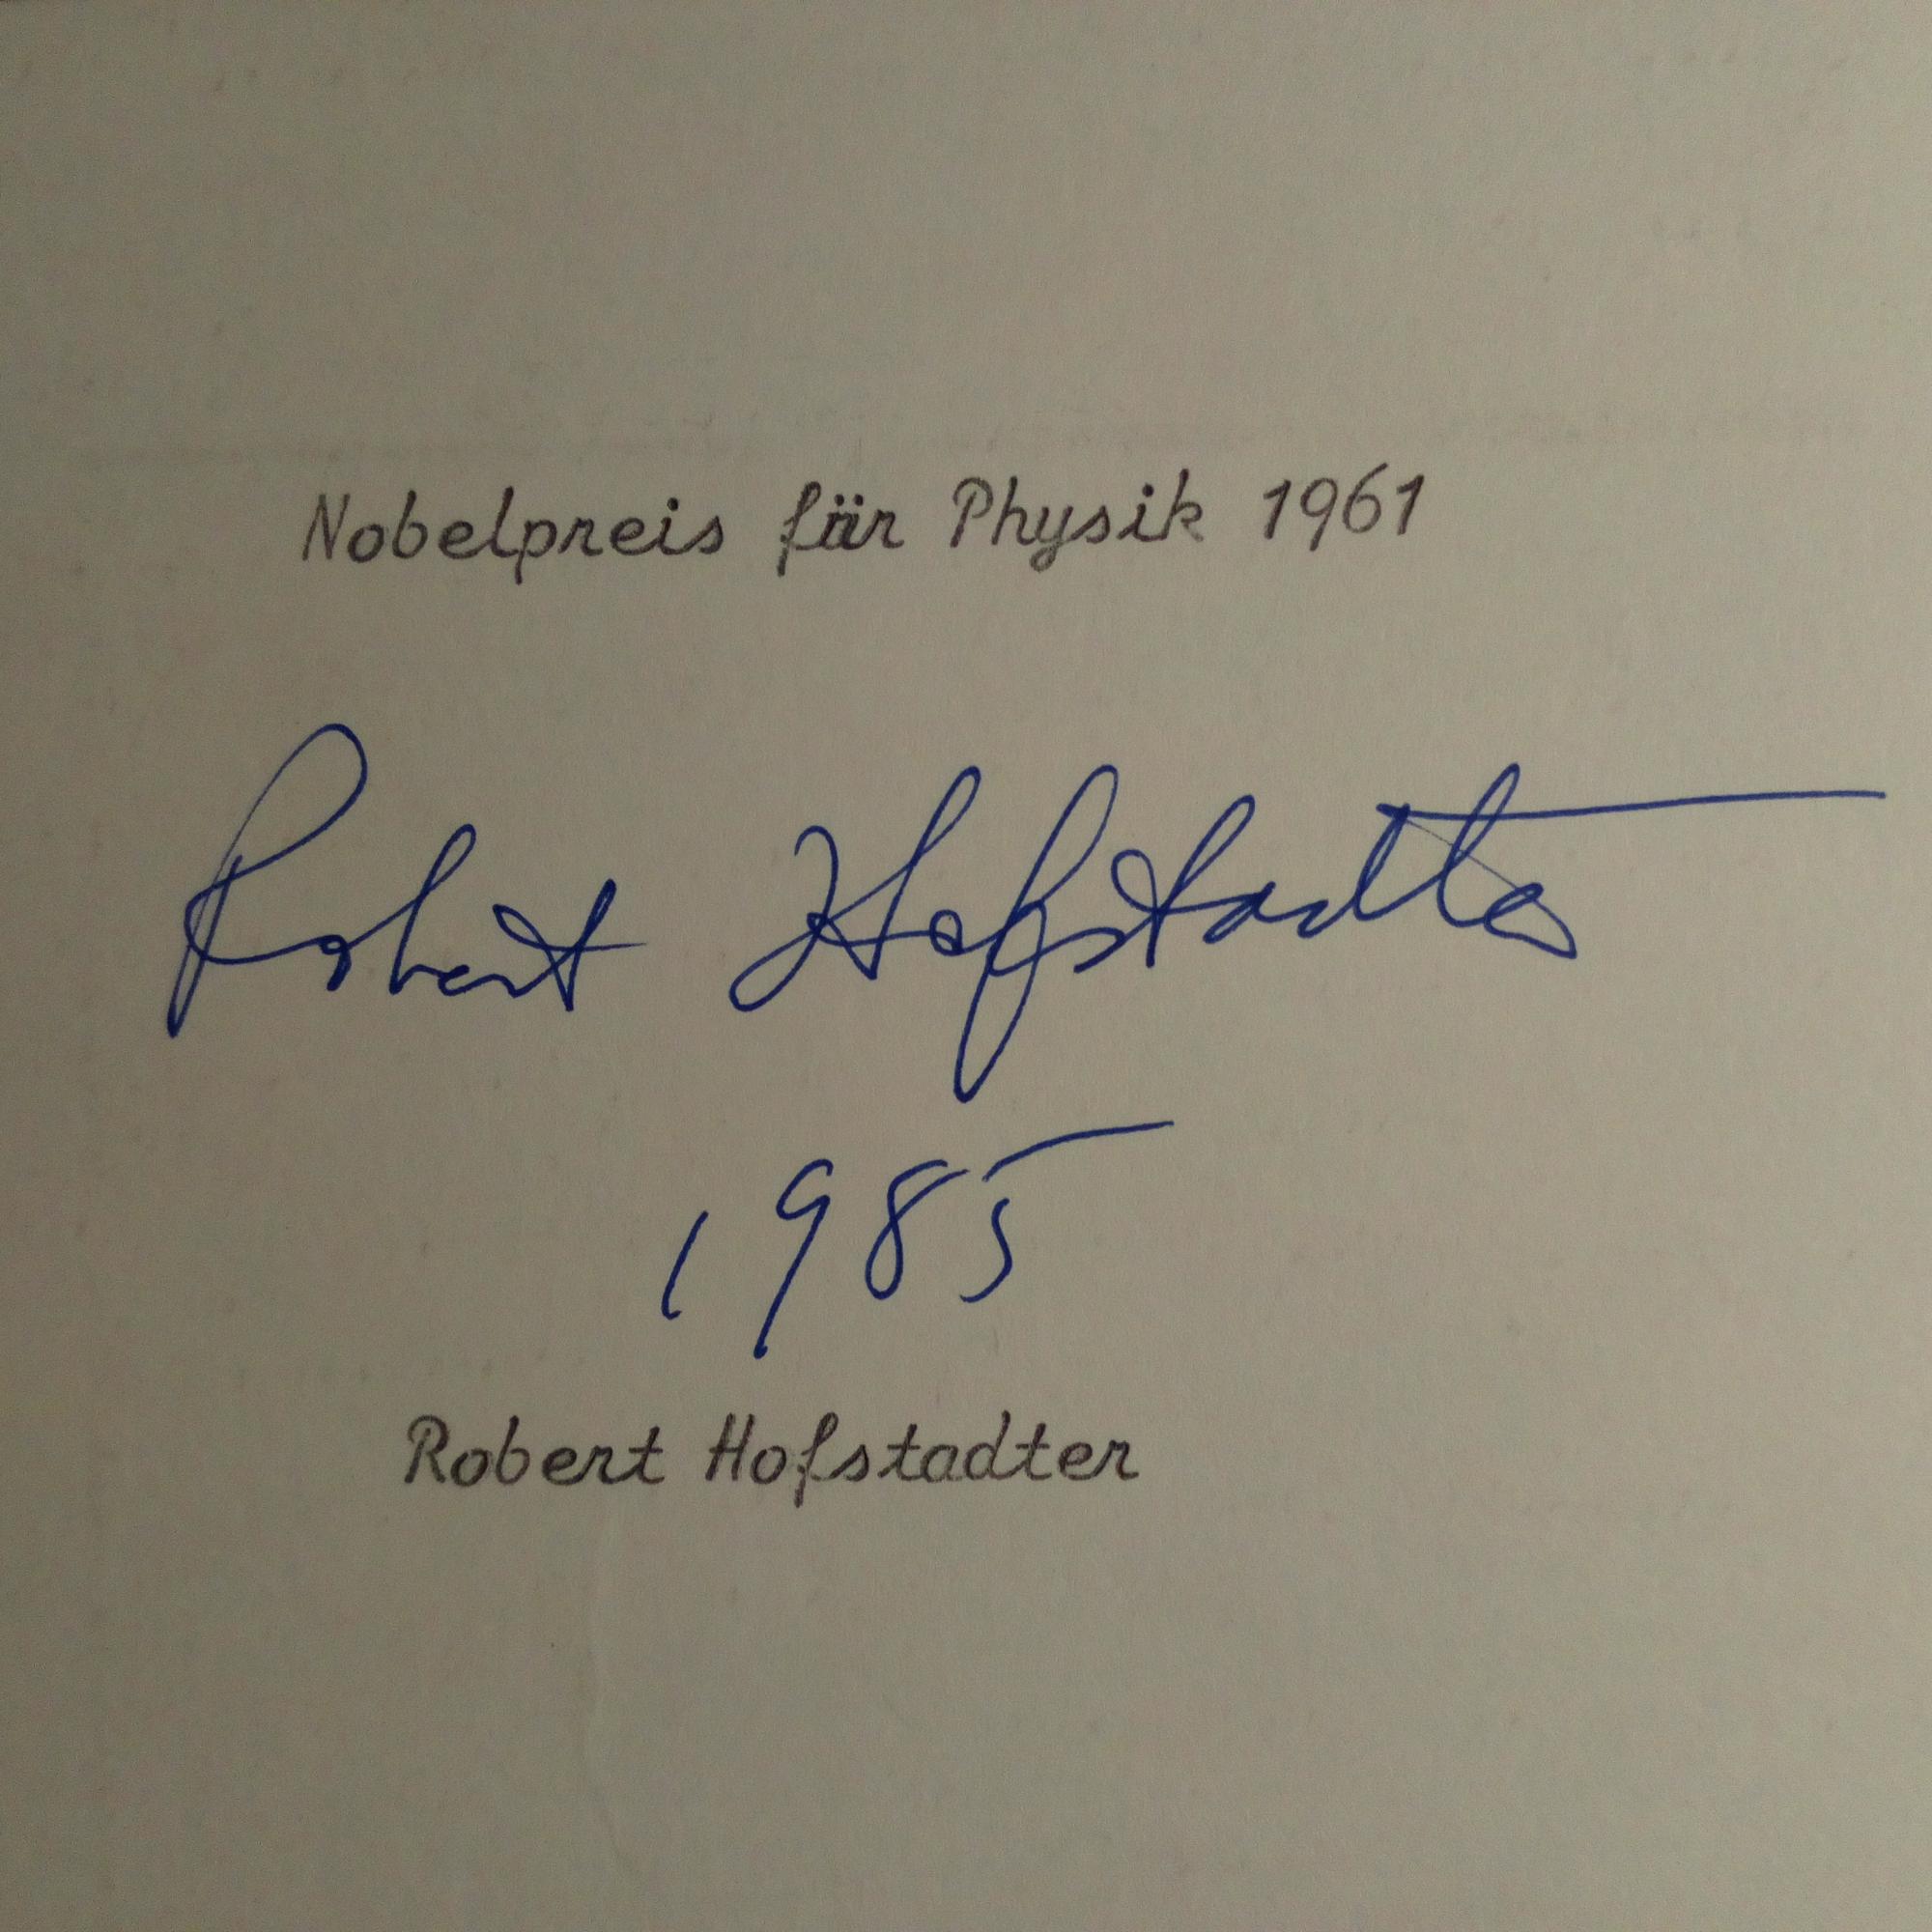 Nobelpreis für Physik 1961
Robert Hofstadter
1985
Robert Hofstadter